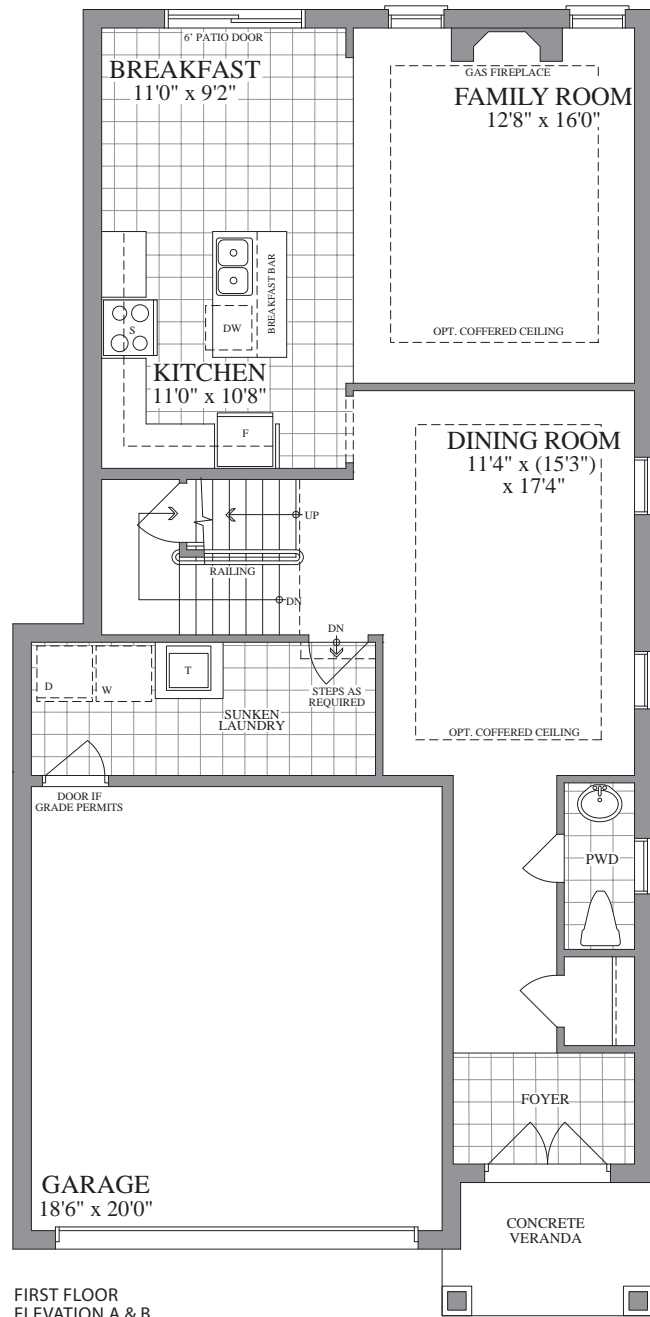 6' PATIO DOOR
BREAKFAST
11'0" x 9'2"
GAS FIREPLACE
FAMILY ROOM
12'8" x 16'0"
OPT. COFFERED CEILING
BREAKFAST BAR
S
DW
KITCHEN
11'0" x 10'8"
F
DINING ROOM
11'4" x (15'3")
x 17'4"
OPT. COFFERED CEILING
UP
RAILING
DN
DN
STEPS AS
REQUIRED
D
W
T
SUNKEN
LAUNDRY
DOOR IF
GRADE PERMITS
PWD
FOYER
GARAGE
18'6" x 20'0"
CONCRETE
VERANDA
FIRST FLOOR
ELEVATION A & B